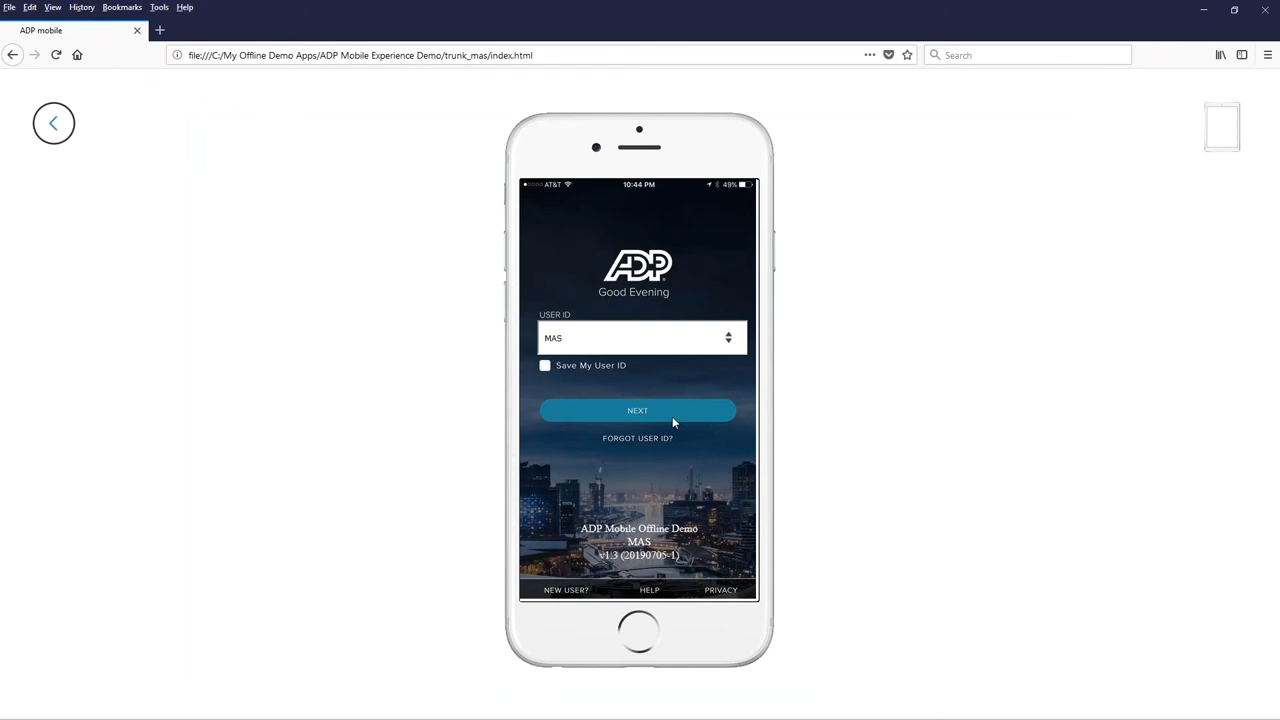 File Edit View History Bookmarks Tools Help
ADP mobile
file:///C:/My Offline Demo Apps/ADP Mobile Experience Demo/trunk_mas/index.html
Search
AT&T 10:44 PM 49%
ADP
Good Evening
USER ID
MAS
Save My User ID
NEXT
FORGOT USER ID?
ADP Mobile Offline Demo
MAS
v1.3 (20190705-1)
NEW USER? HELP PRIVACY